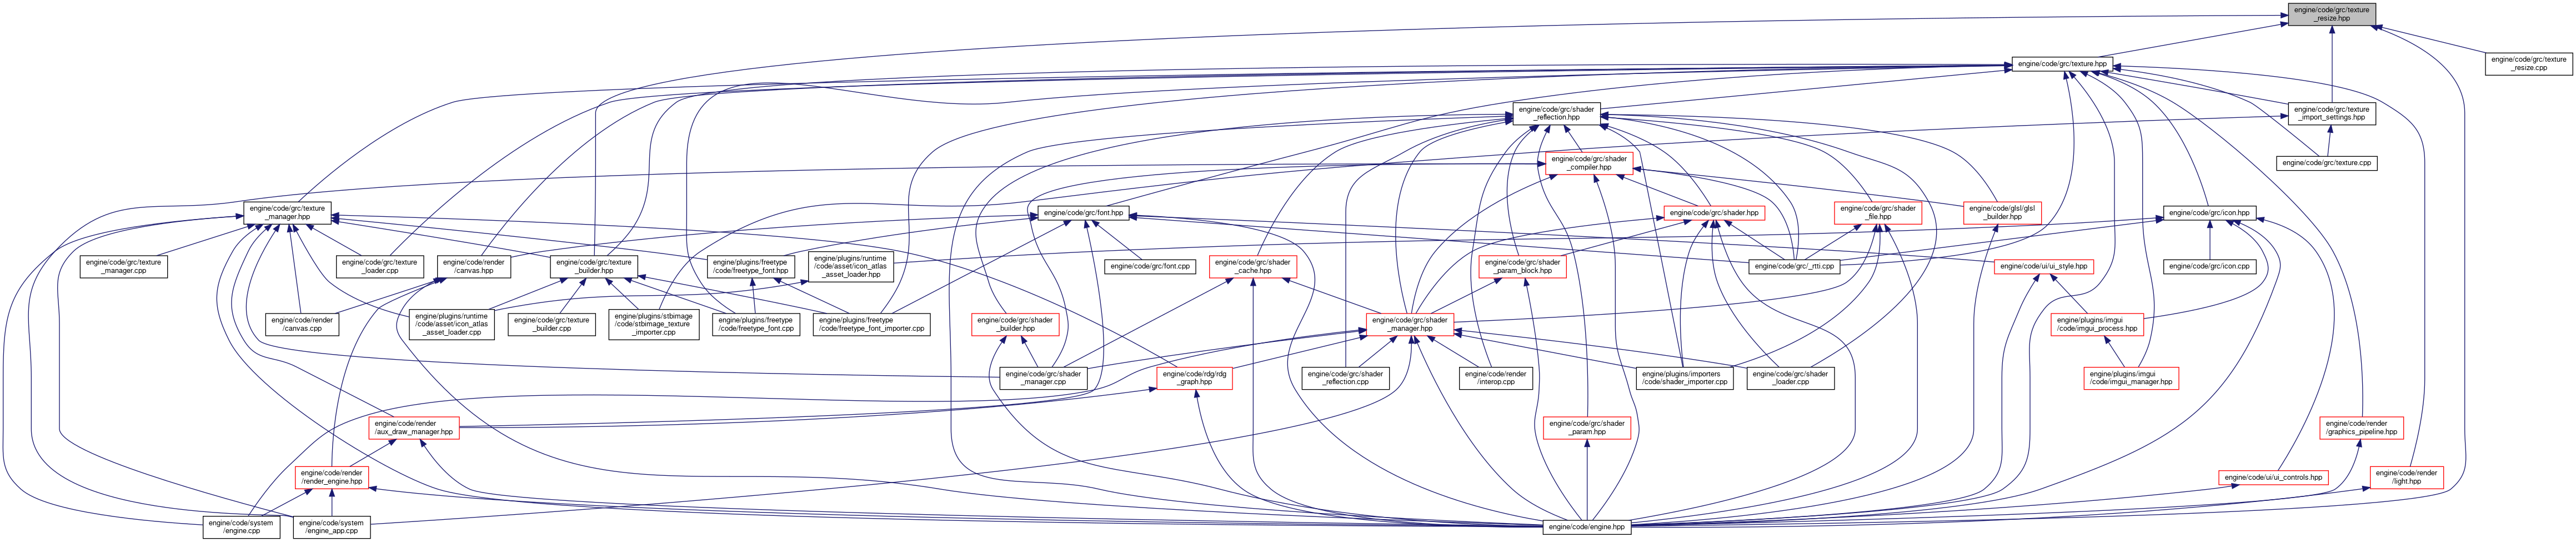 engine/code/grc/texture
_resize.hpp
engine/code/grc/texture.hpp
engine/code/grc/texture
_resize.cpp
engine/code/grc/shader
_reflection.hpp
engine/code/grc/texture
_import_settings.hpp
engine/code/grc/shader
_compiler.hpp
engine/code/grc/texture.cpp
engine/code/grc/texture
_manager.hpp
engine/code/grc/font.hpp
engine/code/grc/shader.hpp
engine/code/grc/shader
_file.hpp
engine/code/glsl/glsl
_builder.hpp
engine/code/grc/icon.hpp
engine/code/grc/texture
_manager.cpp
engine/code/grc/texture
_loader.cpp
engine/code/render
/canvas.hpp
engine/code/grc/texture
_builder.hpp
engine/plugins/freetype
/code/freetype_font.hpp
engine/plugins/runtime
/code/asset/icon_atlas
_asset_loader.hpp
engine/code/grc/font.cpp
engine/code/grc/shader
_cache.hpp
engine/code/grc/shader
_param_block.hpp
engine/code/grc/_rtti.cpp
engine/code/ui/ui_style.hpp
engine/code/grc/icon.cpp
engine/code/render
/canvas.cpp
engine/plugins/runtime
/code/asset/icon_atlas
_asset_loader.cpp
engine/code/grc/texture
_builder.cpp
engine/plugins/stbimage
/code/stbimage_texture
_importer.cpp
engine/plugins/freetype
/code/freetype_font.cpp
engine/plugins/freetype
/code/freetype_font_importer.cpp
engine/code/grc/shader
_builder.hpp
engine/code/grc/shader
_manager.hpp
engine/plugins/imgui
/code/imgui_process.hpp
engine/code/grc/shader
_manager.cpp
engine/code/rdg/rdg
_graph.hpp
engine/code/grc/shader
_reflection.cpp
engine/code/render
/interop.cpp
engine/plugins/importers
/code/shader_importer.cpp
engine/code/grc/shader
_loader.cpp
engine/plugins/imgui
/code/imgui_manager.hpp
engine/code/render
/aux_draw_manager.hpp
engine/code/grc/shader
_param.hpp
engine/code/render
/graphics_pipeline.hpp
engine/code/render
/render_engine.hpp
engine/code/ui/ui_controls.hpp
engine/code/render
/light.hpp
engine/code/system
/engine.cpp
engine/code/system
/engine_app.cpp
engine/code/engine.hpp